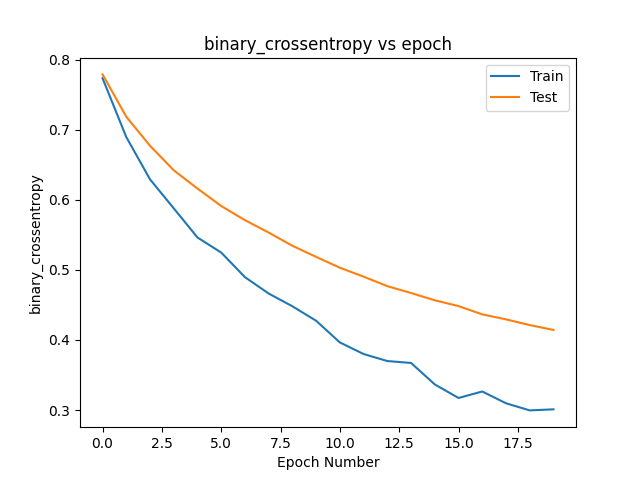 binary_crossentropy vs epoch
Train
Test
binary_crossentropy
0.8
0.7
0.6
0.5
0.4
0.3
0.0 2.5 5.0 7.5 10.0 12.5 15.0 17.5
Epoch Number